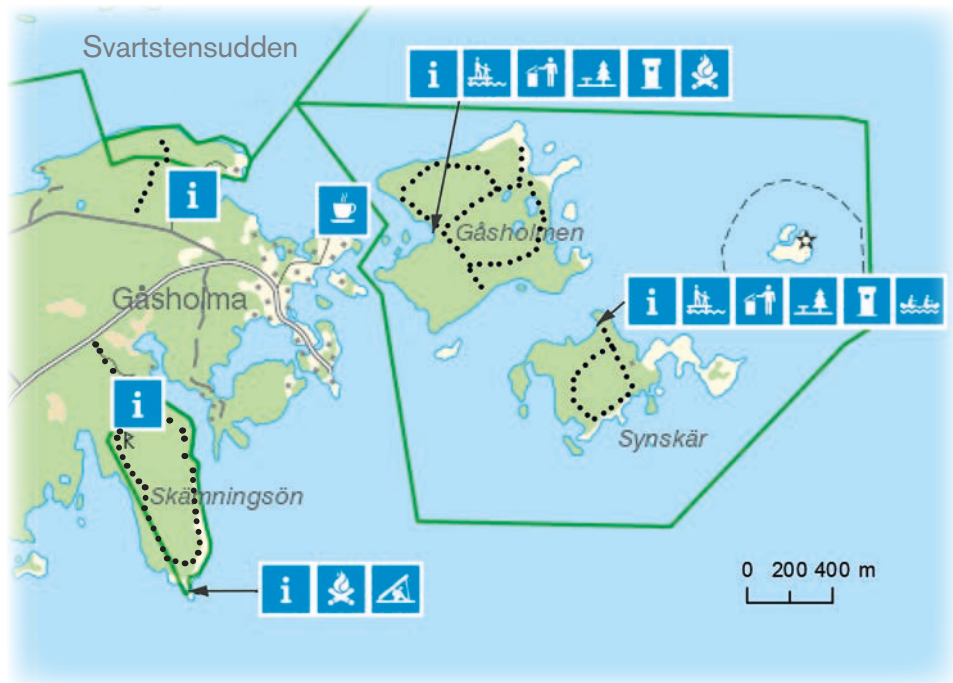 Svartstensudden
i
i
Gåsholmen
Gåsholma
i
i
Synskär
R
Skämningsön
i
0 200 400 m